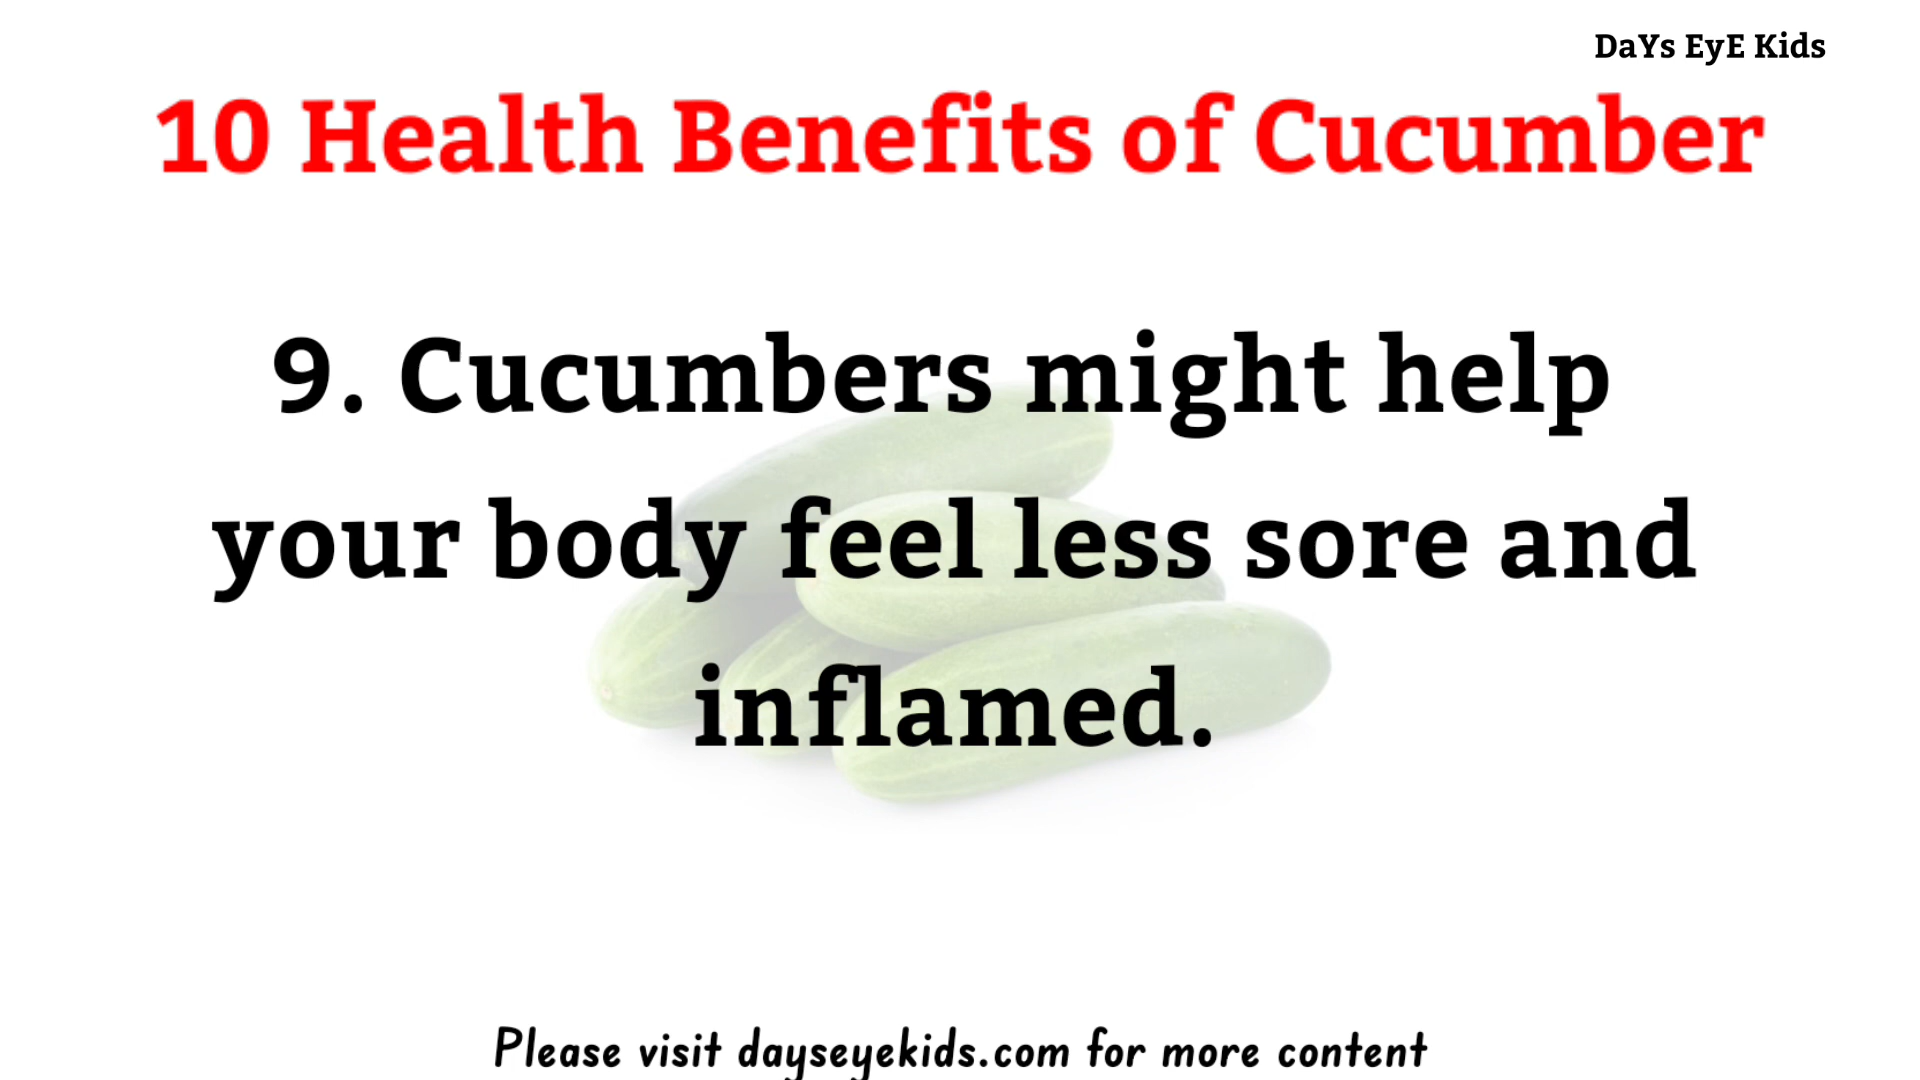 DaYs EyE Kids
10 Health Benefits of Cucumber
9. Cucumbers might help
your body feel less sore and
inflamed.
Please visit dayseyekids.com for more content